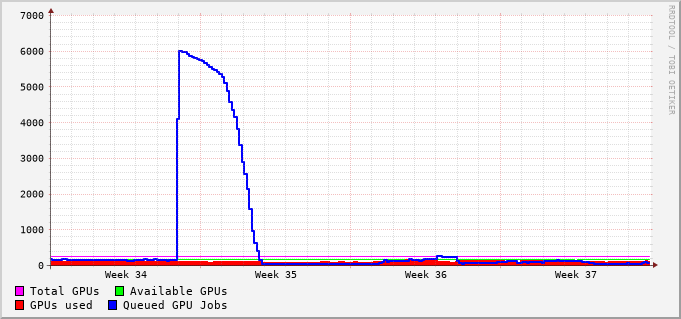 7000
6000
5000
4000
3000
2000
1000
0
Week 34 Week 35 Week 36 Week 37
Total GPUs Available GPUs
GPUs used Queued GPU Jobs
RRDTOOL / TOBI OETIKER